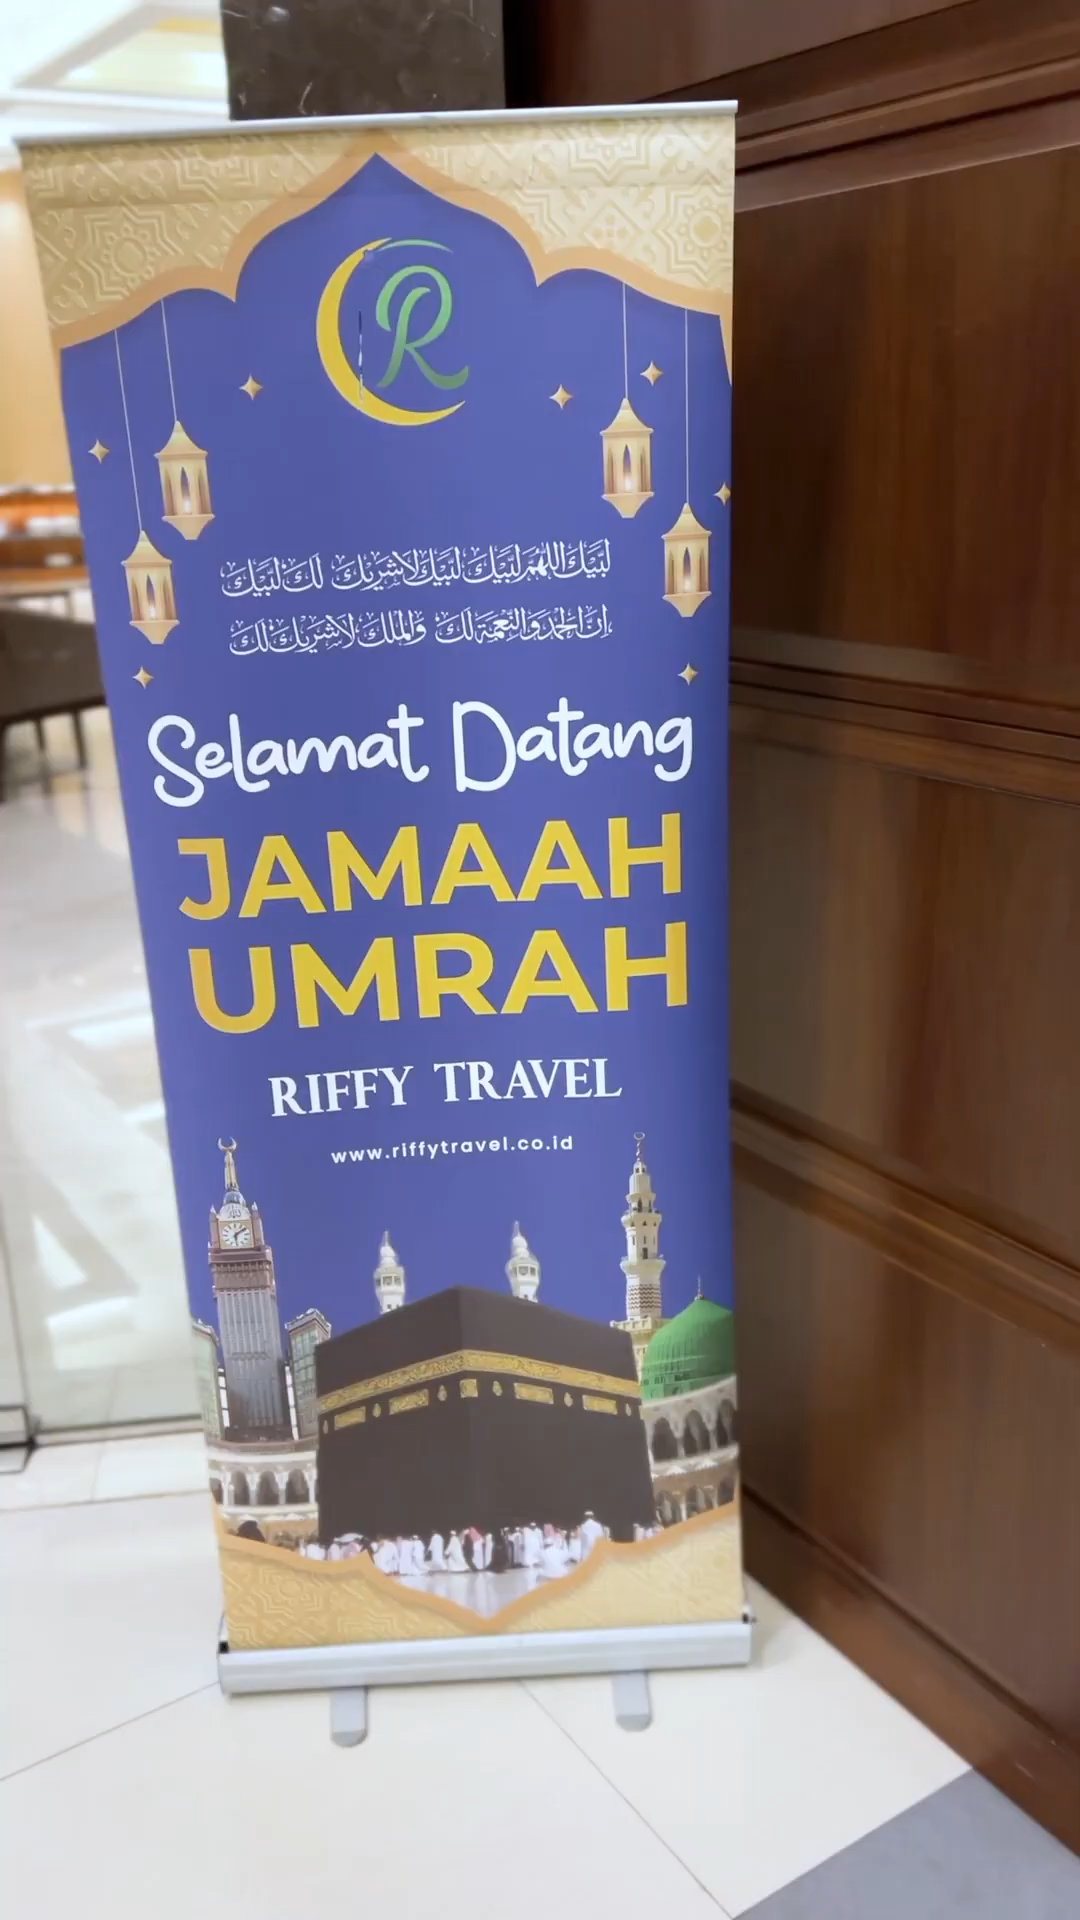 R
لبيك اللهم لبيك لبيك لا شريك لك لبيك
إن الحمد والنعمة لك والملك لا شريك لك
Selamat Datang
JAMAAH
UMRAH
RIFFY TRAVEL
www.riffytravel.co.id